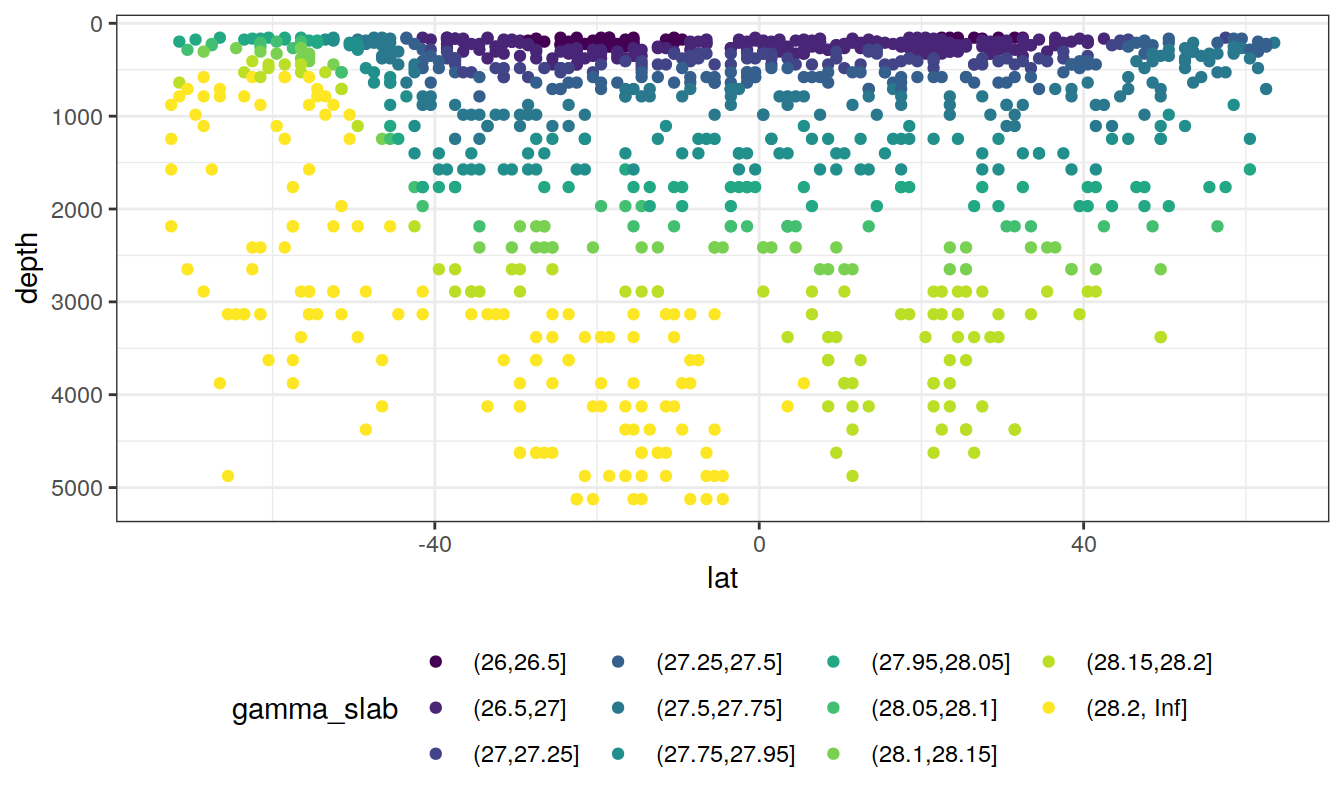 0
1000
2000
3000
4000
5000
depth
-40 0 40
lat
gamma_slab
(26,26.5] (27.25,27.5] (27.95,28.05] (28.15,28.2]
(26.5,27] (27.5,27.75] (28.05,28.1] (28.2, Inf]
(27,27.25] (27.75,27.95] (28.1,28.15]